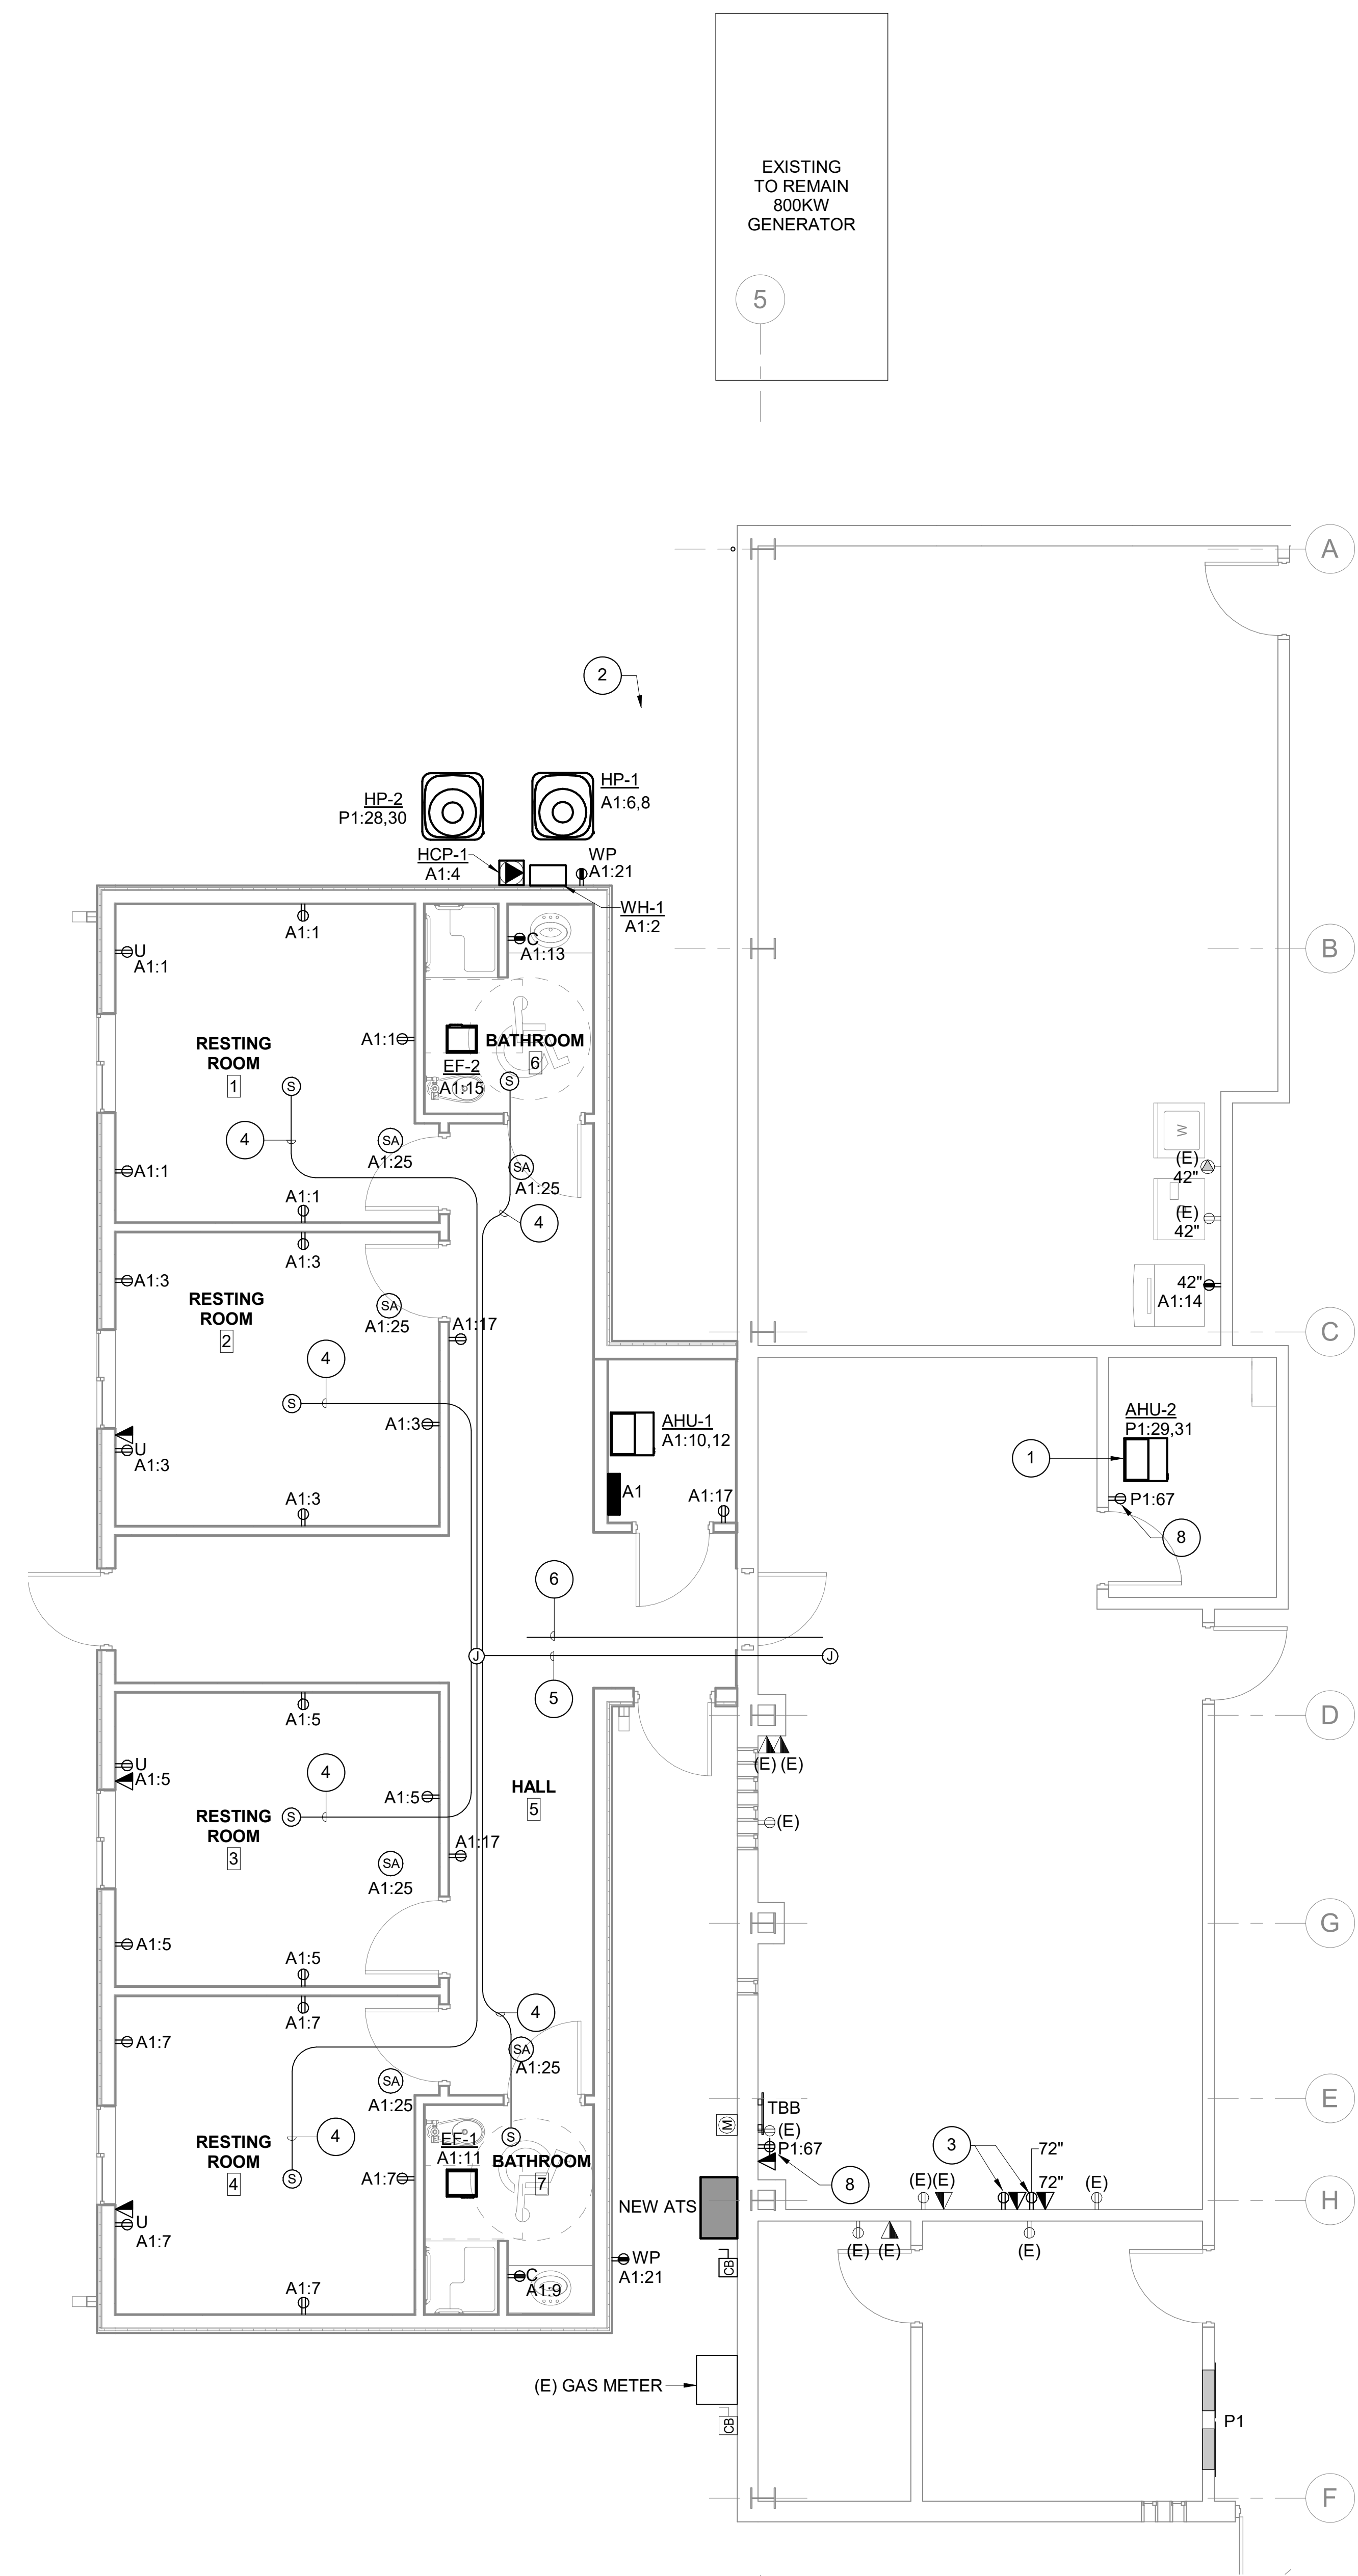 EXISTING
TO REMAIN
800KW
GENERATOR
5
A
2
HP-2
P1:28,30
HP-1
A1:6,8
HCP-1
A1:4
WP
A1:21
WH-1
A1:2
A1:1
U
A1:1
C
A1:13
B
A1:1
RESTING
ROOM
1
BATHROOM
6
EF-2
A1:15
S
S
4
SA
A1:25
SA
A1:25
A1:1
A1:1
4
W
(E)
42"
(E)
42"
42"
A1:14
A1:3
A1:3
RESTING
ROOM
2
SA
A1:25
A1:17
C
4
S
A1:3
U
A1:3
A1:3
AHU-1
A1:10,12
A1
A1:17
AHU-2
P1:29,31
1
P1:67
8
6
J
J
5
A1:5
D
U
A1:5
4
A1:5
HALL
5
(E) (E)
RESTING
ROOM
3
S
A1:17
(E)
SA
A1:25
A1:5
A1:5
G
A1:7
A1:7
4
SA
A1:25
SA
A1:25
E
TBB
M
(E)
P1:67
8
3
72"
72"
RESTING
ROOM
4
4
S
S
EF-1
A1:11
BATHROOM
7
A1:7
U
A1:7
NEW ATS
(E)(E)
(E)
H
(E) (E)
(E)
WP
A1:21
CB
C
A1:9
A1:7
(E) GAS METER
CB
P1
F